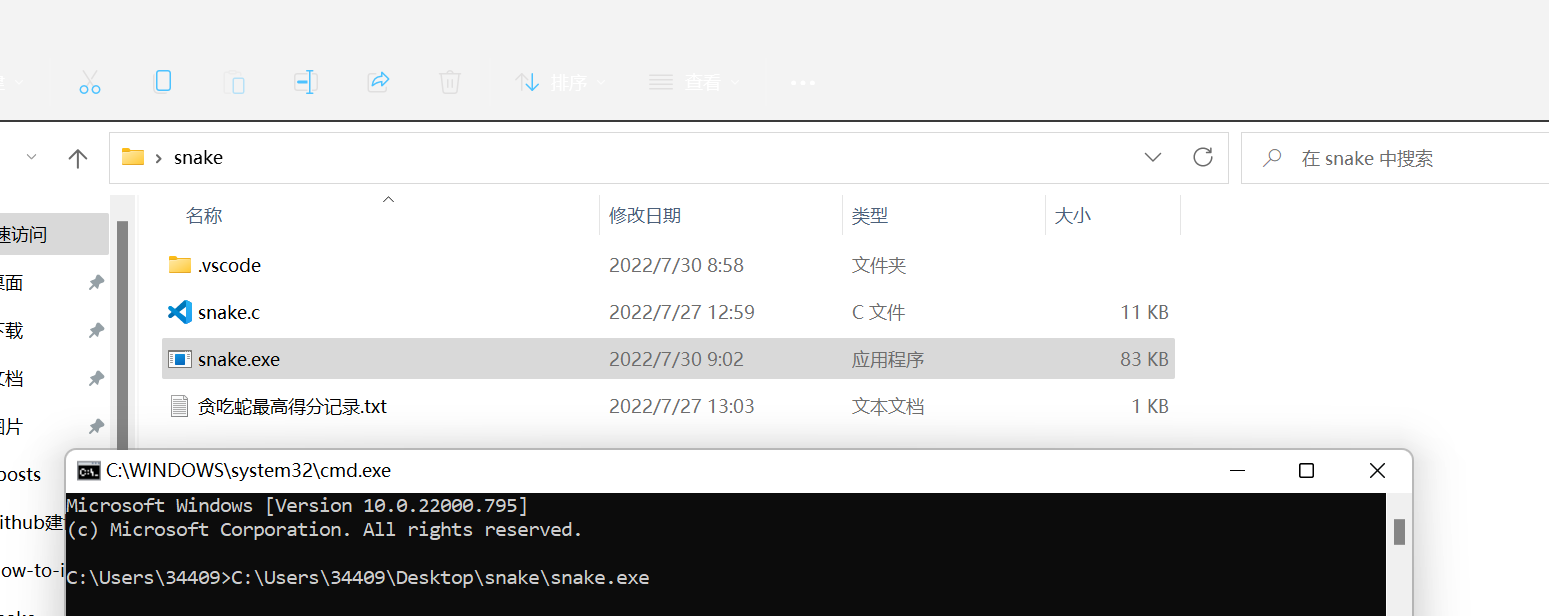 排序
查看
snake
在 snake 中搜索
名称 修改日期 类型 大小
速访问
.vscode 2022/7/30 8:58 文件夹
桌面
snake.c 2022/7/27 12:59 C 文件 11 KB
下载
snake.exe 2022/7/30 9:02 应用程序 83 KB
文档
贪吃蛇最高得分记录.txt 2022/7/27 13:03 文本文档 1 KB
图片
posts
C:\WINDOWS\system32\cmd.exe
Microsoft Windows [Version 10.0.22000.795]
ithub建
(c) Microsoft Corporation. All rights reserved.
ow-to-i
C:\Users\34409>C:\Users\34409\Desktop\snake\snake.exe